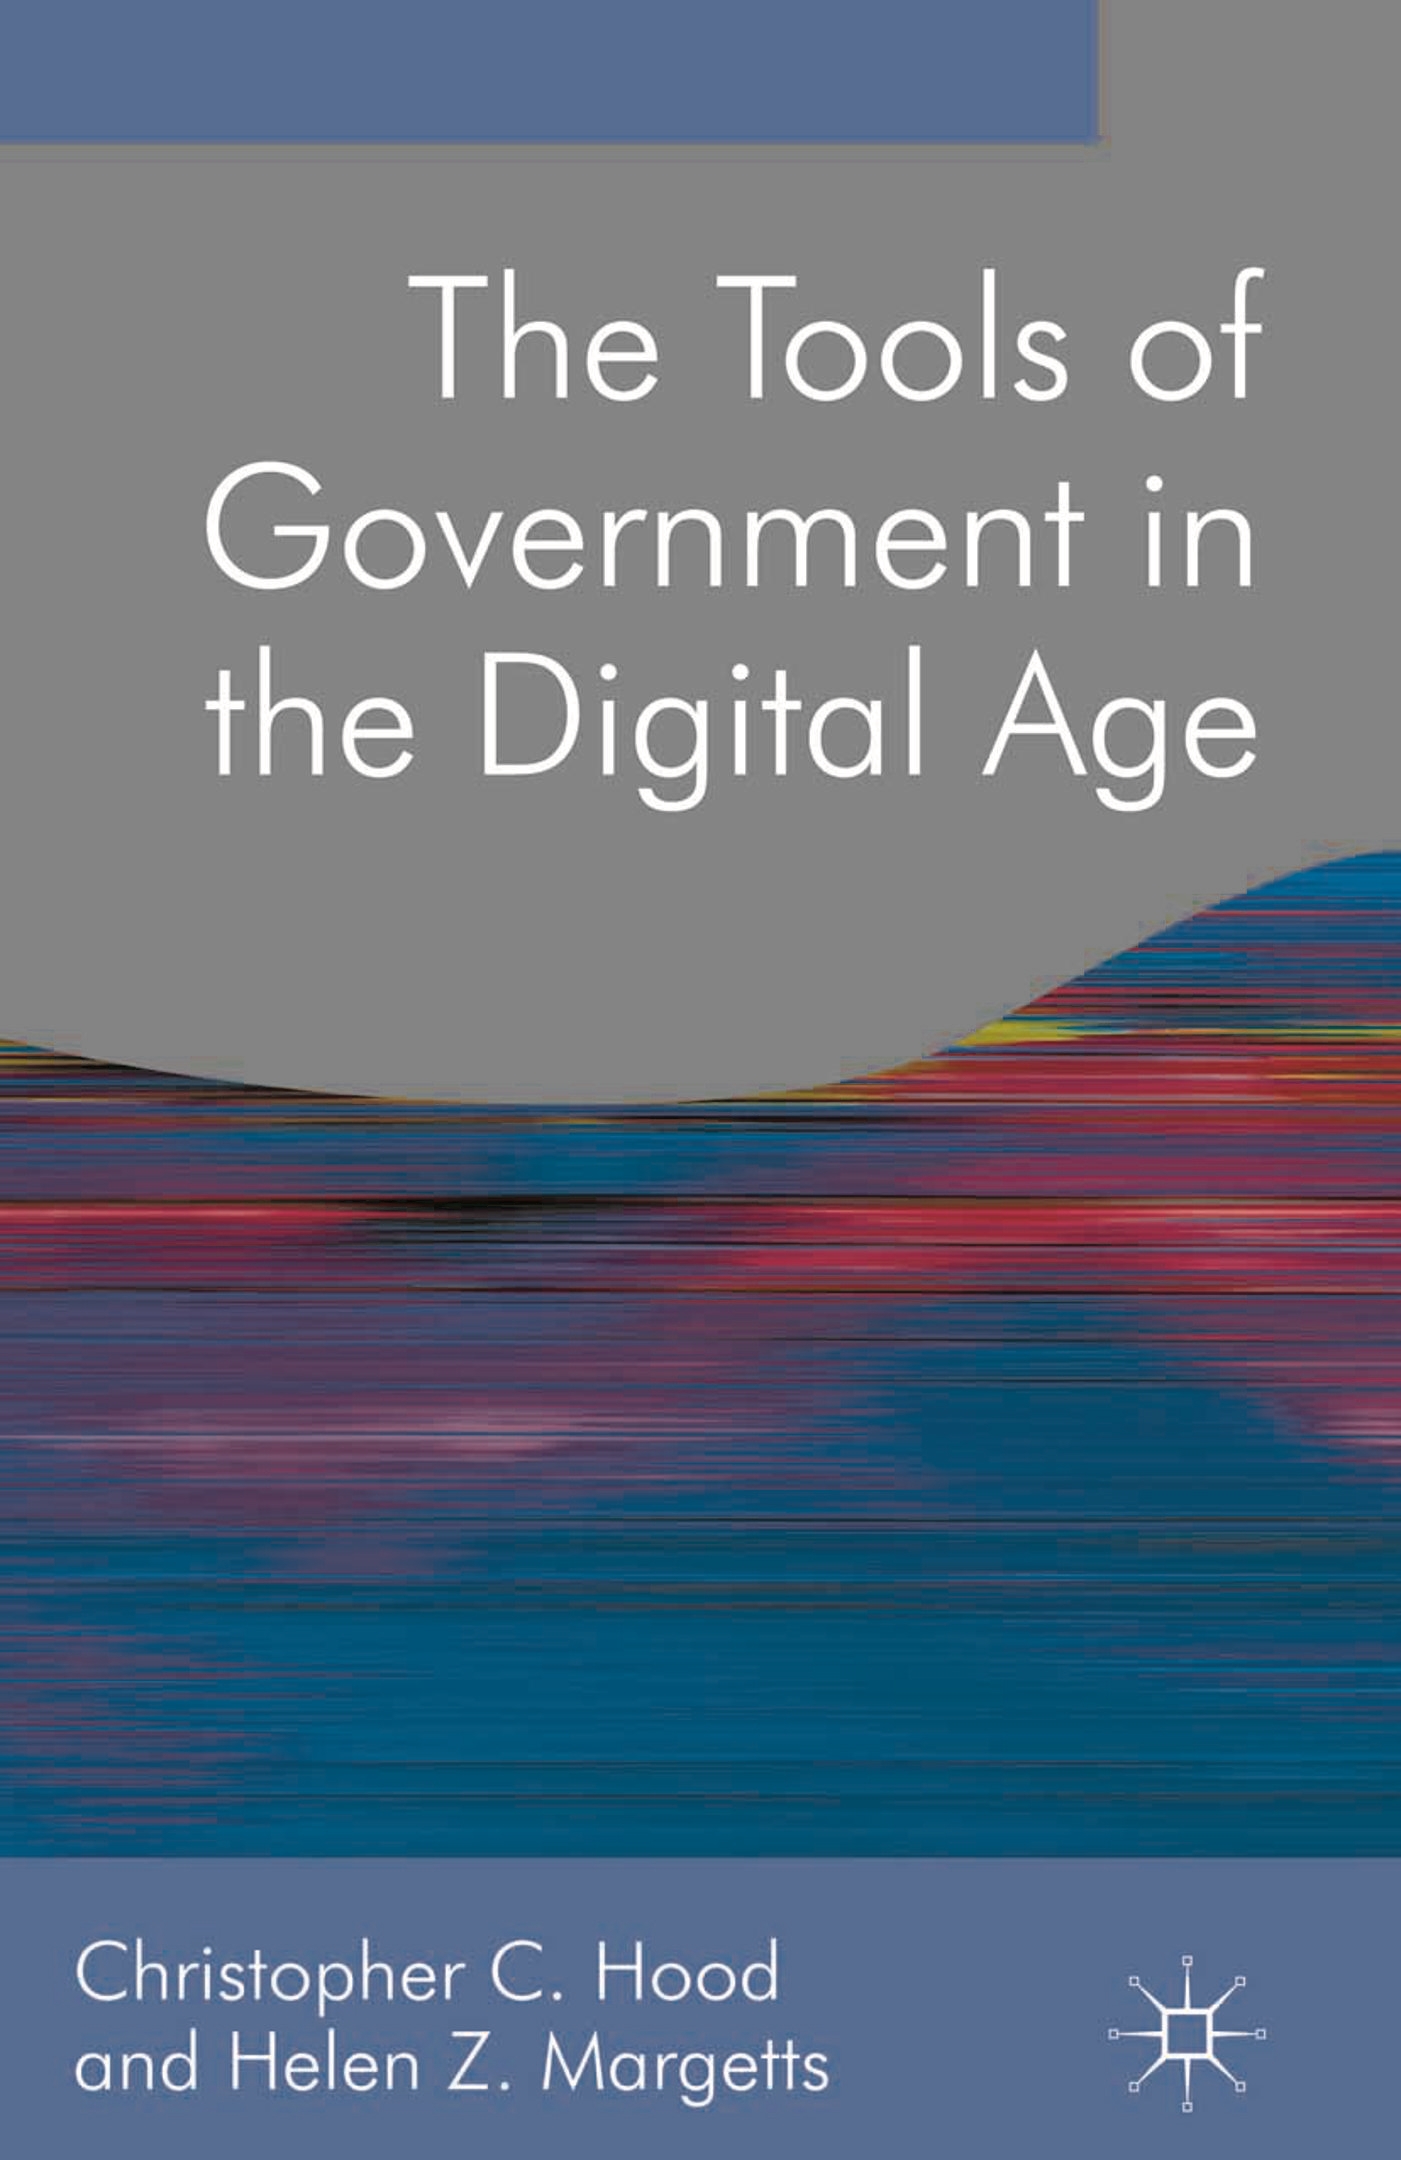 The Tools of
Government in
the Digital Age
Christopher C. Hood
and Helen Z. Margetts